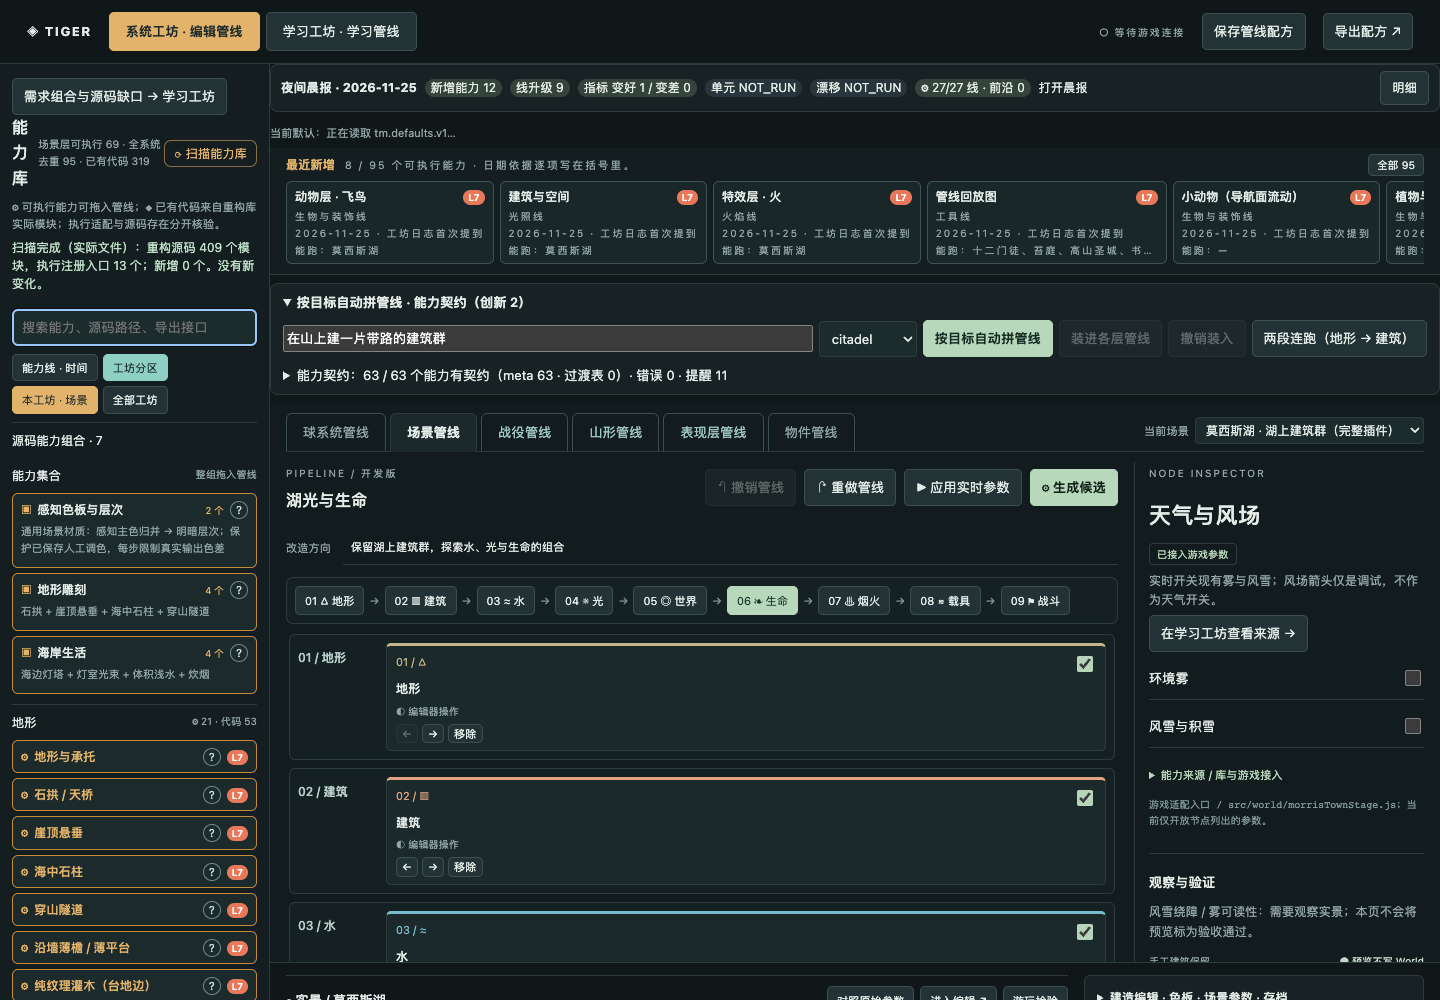 ◈ TIGER
系统工坊 · 编辑管线
学习工坊 · 学习管线
等待游戏连接
保存管线配方
导出配方 ↗
需求组合与源码缺口 → 学习工坊
能力库
场景层可执行 69 · 全系统去重 95 · 已有代码 319
⟳ 扫描能力库
⚙ 可执行能力可拖入管线；◆ 已有代码来自重构库
实际模块；执行适配与源码存在分开核验。
扫描完成（实际文件）：重构源码 409 个模
块，执行注册入口 13 个；新增 0 个。没有新
变化。
搜索能力、源码路径、导出接口
能力线 · 时间
工坊分区
本工坊 · 场景
全部工坊
源码能力组合 · 7
能力集合
整组拖入管线
▣ 感知色板与层次 2 个 ?
通用场景材质：感知主色归并 → 明暗层次；保
护已保存人工调色，每步限制真实输出色差
▣ 地形雕刻 4 个 ?
石拱 + 崖顶悬垂 + 海中石柱 + 穿山隧道
▣ 海岸生活 4 个 ?
海边灯塔 + 灯室光束 + 体积浅水 + 炊烟
地形
⚙ 21 · 代码 53
⚙ 地形与承托 ? L7
⚙ 石拱 / 天桥 ? L7
⚙ 崖顶悬垂 ? L7
⚙ 海中石柱 ? L7
⚙ 穿山隧道 ? L7
⚙ 沿墙薄檐 / 薄平台 ? L7
⚙ 纯纹理灌木（台地边） ? L7
夜间晨报 · 2026-11-25
新增能力 12
线升级 9
指标 变好 1 / 变差 0
单元 NOT_RUN
漂移 NOT_RUN
⚙ 27/27 线 · 前沿 0
打开晨报
明细
当前默认：正在读取 tm.defaults.v1…
最近新增 8 / 95 个可执行能力 · 日期依据逐项写在括号里。
全部 95
动物层 · 飞鸟 L7
生物与装饰线
2026-11-25 · 工坊日志首次提到
能跑：莫西斯湖
建筑与空间 L7
光照线
2026-11-25 · 工坊日志首次提到
能跑：莫西斯湖
特效层 · 火 L7
火焰线
2026-11-25 · 工坊日志首次提到
能跑：莫西斯湖
管线回放图 L7
工具线
2026-11-25 · 工坊日志首次提到
能跑：十二门徒、苔庭、高山圣城、书…
小动物（导航面流动） L7
生物与装饰线
2026-11-25 · 工坊日志首次提到
能跑：—
▼ 按目标自动拼管线 · 能力契约（创新 2）
在山上建一片带路的建筑群
citadel
按目标自动拼管线
装进各层管线
撤销装入
两段连跑（地形 → 建筑）
▶ 能力契约：63 / 63 个能力有契约（meta 63 · 过渡表 0）· 错误 0 · 提醒 11
球系统管线
场景管线
战役管线
山形管线
表现层管线
物件管线
当前场景
莫西斯湖 · 湖上建筑群（完整插件）
PIPELINE / 开发版
湖光与生命
撤销管线
重做管线
▶ 应用实时参数
⚙ 生成候选
改造方向
保留湖上建筑群，探索水、光与生命的组合
01 △ 地形 → 02 ▥ 建筑 → 03 ≈ 水 → 04 ☀ 光 → 05 ◎ 世界 → 06 ❧ 生命 → 07 ♨ 烟火 → 08 ≋ 载具 → 09 ⚑ 战斗
01 / 地形
01 / △
地形
◐ 编辑器操作
← → 移除
02 / 建筑
02 / ▥
建筑
◐ 编辑器操作
← → 移除
03 / 水
03 / ≈
水
NODE INSPECTOR
天气与风场
已接入游戏参数
实时开关现有雾与风雪；风场箭头仅是调试，不作
为天气开关。
在学习工坊查看来源 →
环境雾
风雪与积雪
▶ 能力来源 / 库与游戏接入
游戏适配入口 / src/world/morrisTownStage.js；当
前仅开放节点列出的参数。
观察与验证
风雪绕障 / 雾可读性：需要观察实景；本页不会将
预览标为验收通过。